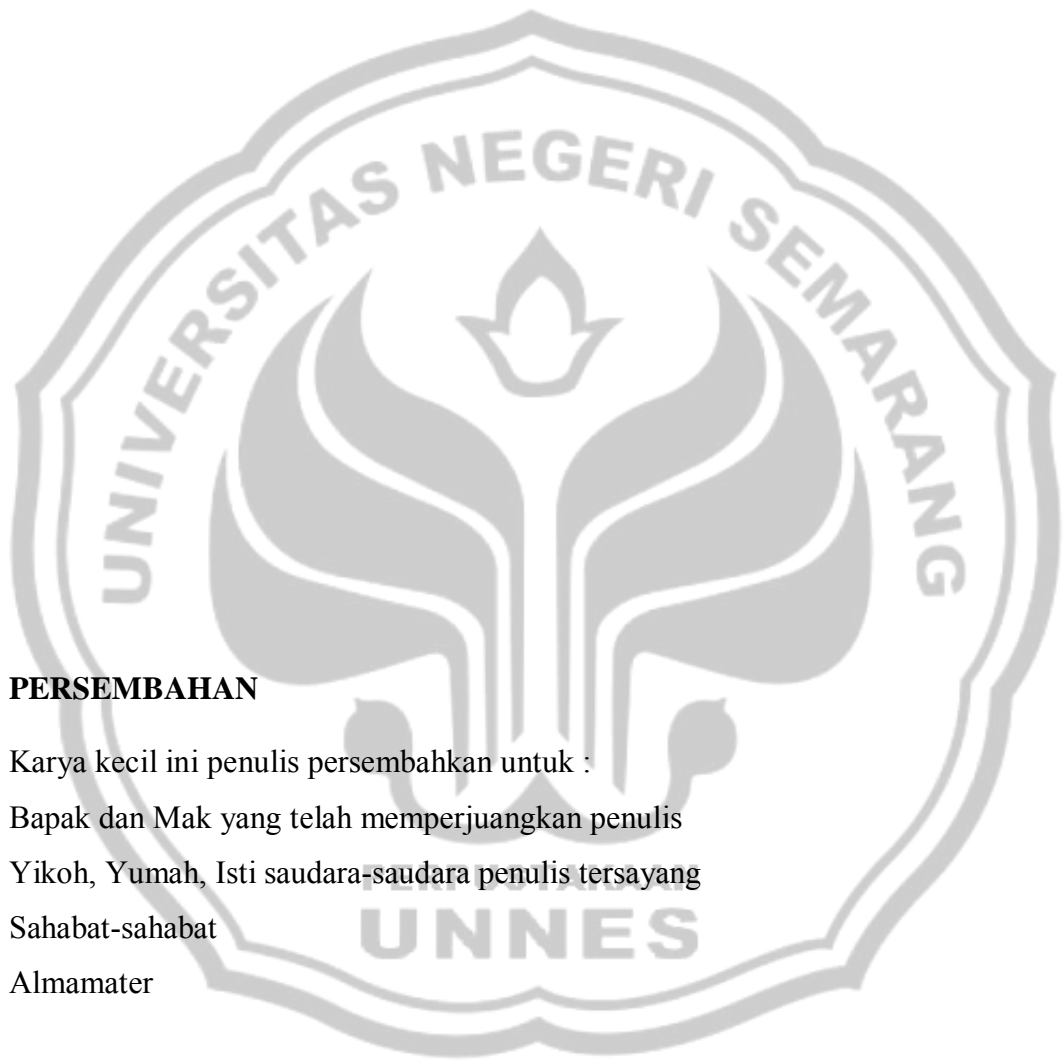 UNIVERSITAS NEGERI SEMARANG
PERSEMBAHAN
Karya kecil ini penulis persembahkan untuk :
Bapak dan Mak yang telah memperjuangkan penulis
Yikoh, Yumah, Isti saudara-saudara penulis tersayang
PERPUSTAKAAN
UNNES
Sahabat-sahabat
Almamater